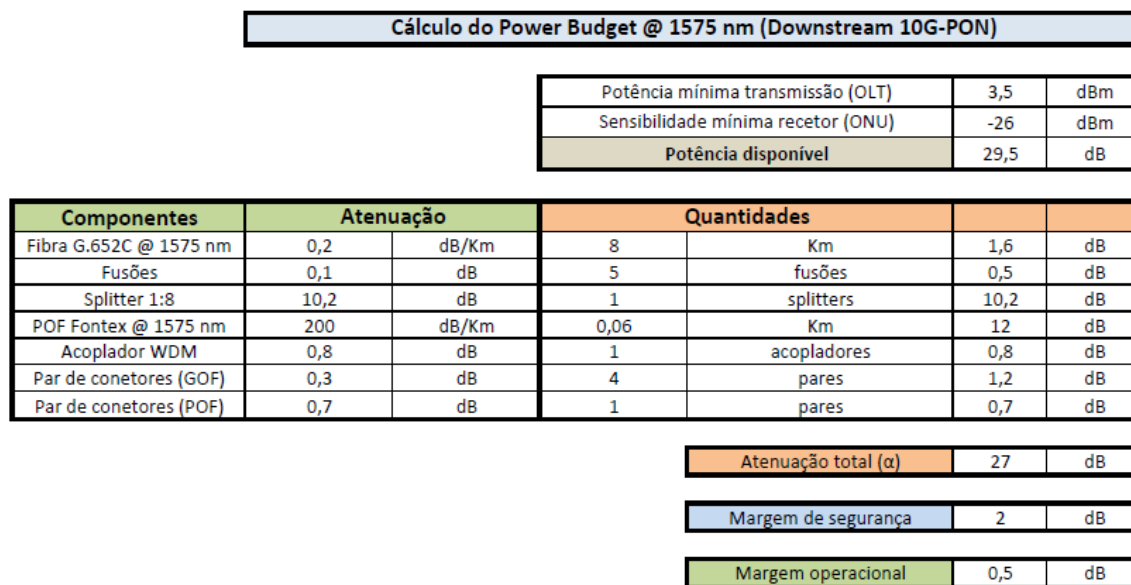 Cálculo do Power Budget @ 1575 nm (Downstream 10G-PON)
Potência mínima transmissão (OLT) 3,5 dBm
Sensibilidade mínima recetor (ONU) -26 dBm
Potência disponível 29,5 dB
Componentes Atenuação Quantidades
Fibra G.652C @ 1575 nm 0,2 dB/Km 8 Km 1,6 dB
Fusões 0,1 dB 5 fusões 0,5 dB
Splitter 1:8 10,2 dB 1 splitters 10,2 dB
POF Fontex @ 1575 nm 200 dB/Km 0,06 Km 12 dB
Acoplador WDM 0,8 dB 1 acopladores 0,8 dB
Par de conetores (GOF) 0,3 dB 4 pares 1,2 dB
Par de conetores (POF) 0,7 dB 1 pares 0,7 dB
Atenuação total (α) 27 dB
Margem de segurança 2 dB
Margem operacional 0,5 dB